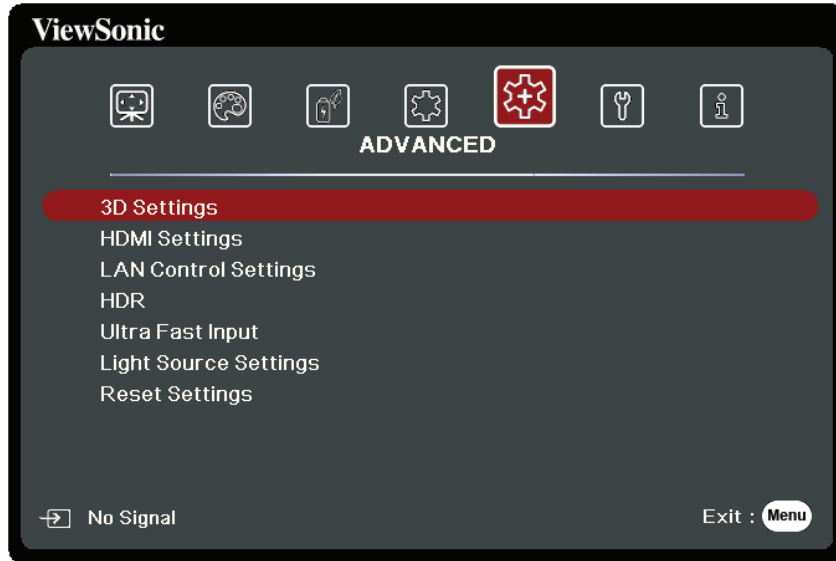 ViewSonic
ADVANCED
3D Settings
HDMI Settings
LAN Control Settings
HDR
Ultra Fast Input
Light Source Settings
Reset Settings
No Signal
Exit : Menu